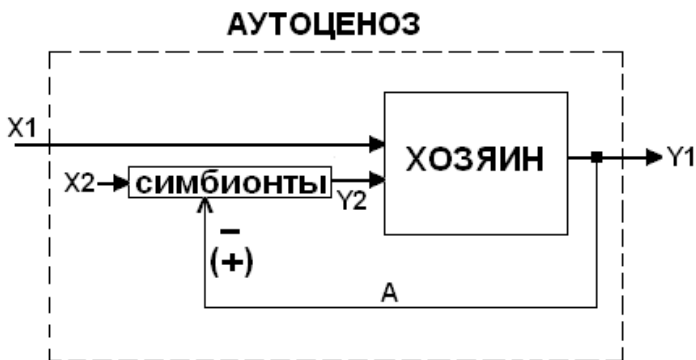 АУТОЦЕНОЗ
X1
X2
симбионты
Y2
ХОЗЯИН
Y1
–
(+)
A